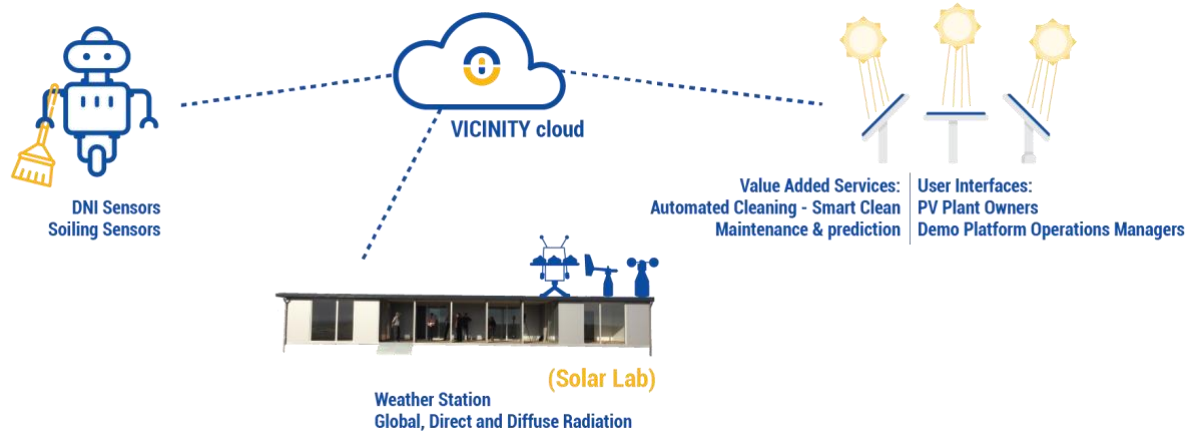 VICINITY cloud
DNI Sensors
Soiling Sensors
Value Added Services:
Automated Cleaning - Smart Clean
Maintenance & prediction
User Interfaces:
PV Plant Owners
Demo Platform Operations Managers
(Solar Lab)
Weather Station
Global, Direct and Diffuse Radiation